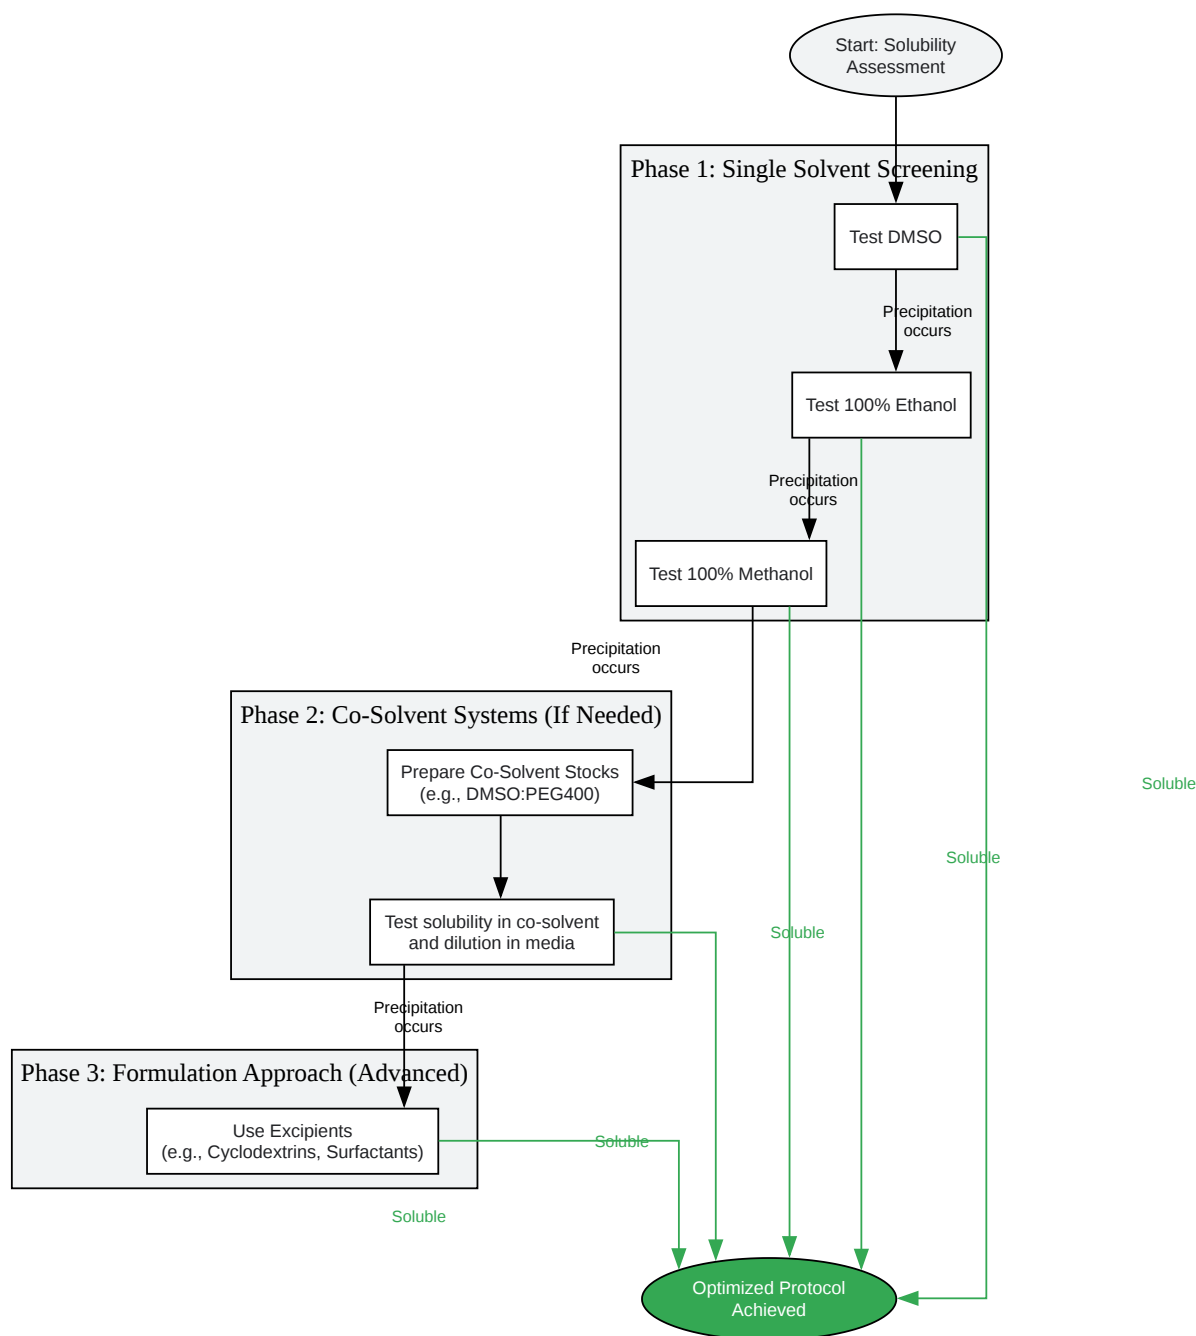 Start: Solubility
Assessment
Phase 1: Single Solvent Screening
Test DMSO
Precipitation
occurs
Test 100% Ethanol
Precipitation
occurs
Test 100% Methanol
Precipitation
occurs
Phase 2: Co-Solvent Systems (If Needed)
Prepare Co-Solvent Stocks
(e.g., DMSO:PEG400)
Soluble
Soluble
Test solubility in co-solvent
and dilution in media
Soluble
Precipitation
occurs
Phase 3: Formulation Approach (Advanced)
Use Excipients
(e.g., Cyclodextrins, Surfactants)
Soluble
Soluble
Optimized Protocol
Achieved